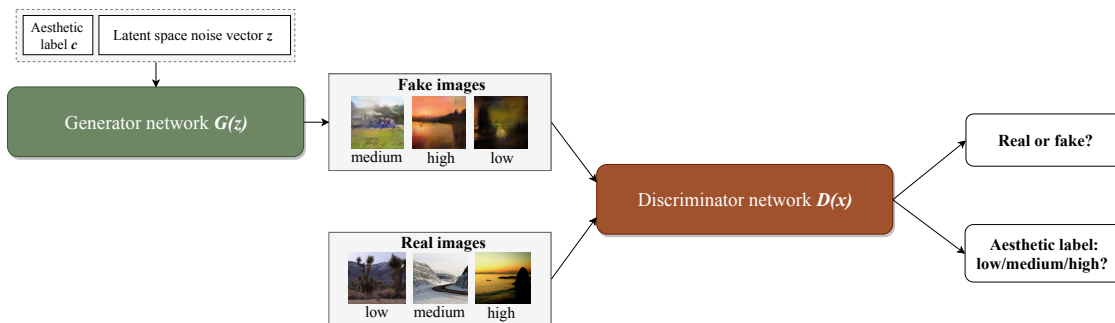 Aesthetic
label c
Latent space noise vector z
Generator network G(z)
Fake images
medium
high
low
Real images
low
medium
high
Discriminator network D(x)
Real or fake?
Aesthetic label:
low/medium/high?